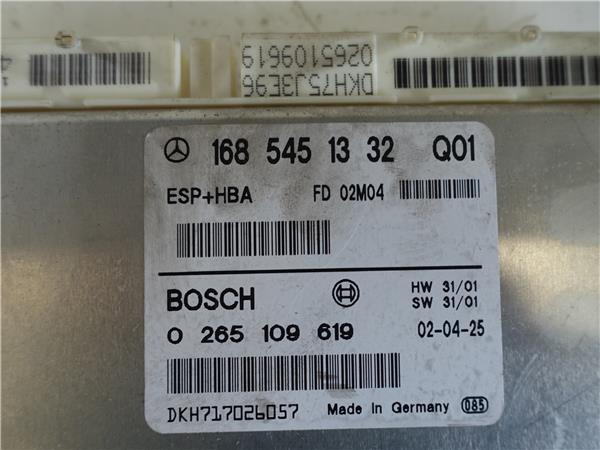 DKH75J3E96
0265109619
168 545 13 32 Q01
ESP+HBA FD 02M04
BOSCH HW 31/01
SW 31/01
0 265 109 619 02-04-25
DKH717026057 Made in Germany 085